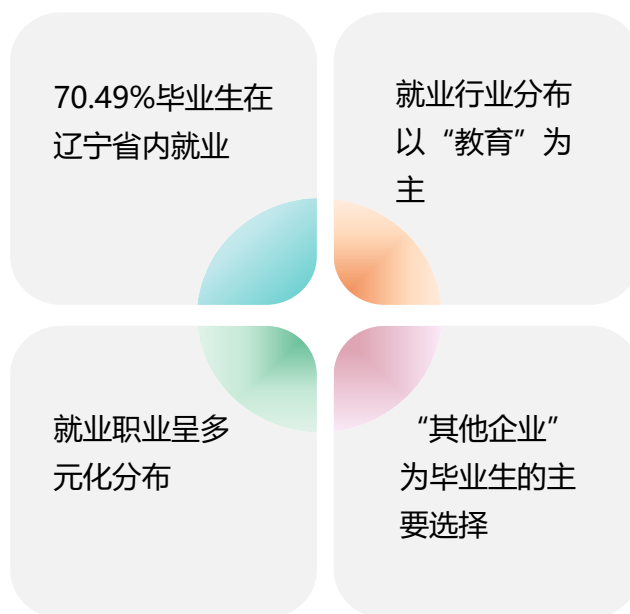 70.49%毕业生在
辽宁省内就业
就业行业分布
以“教育”为
主
就业职业呈多
元化分布
“其他企业”
为毕业生的主
要选择